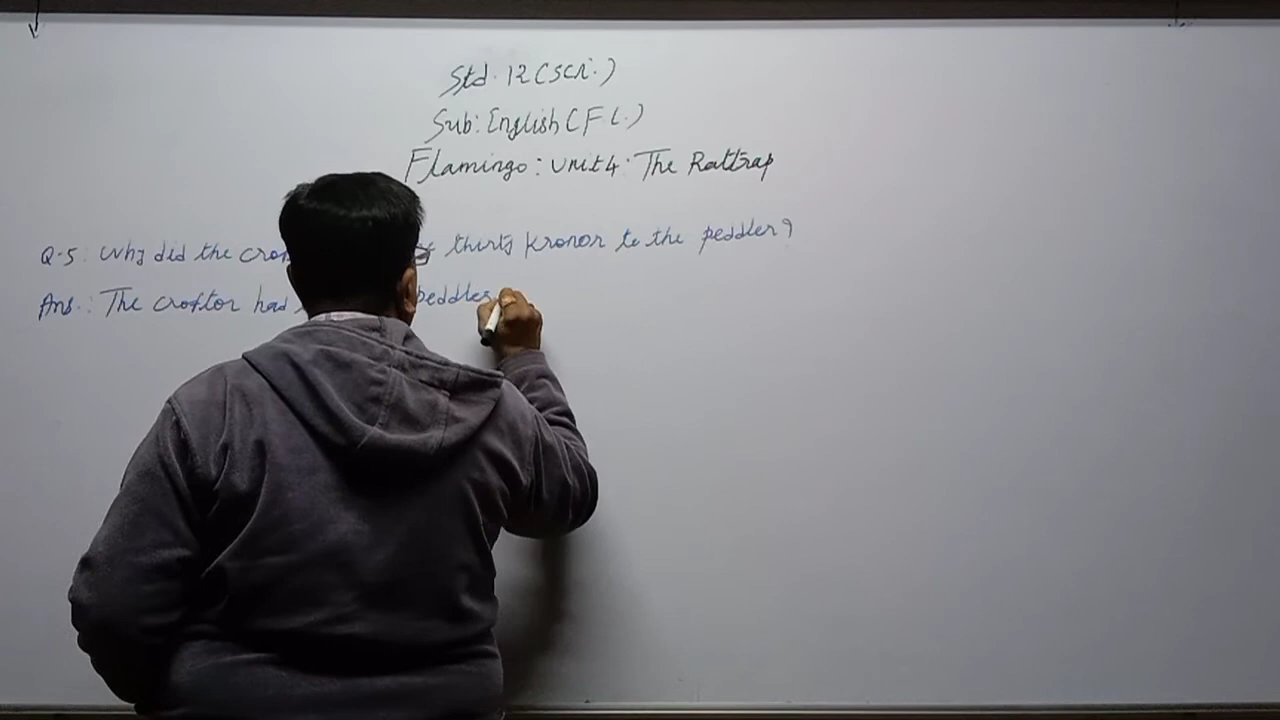 Std. 12 (Sci.)
Sub: English (F L.)
Flamingo: Unit 4. The Rattrap
Q-5: Why did the thirty kronor to the peddler?
Ans.: The croftor had peddler